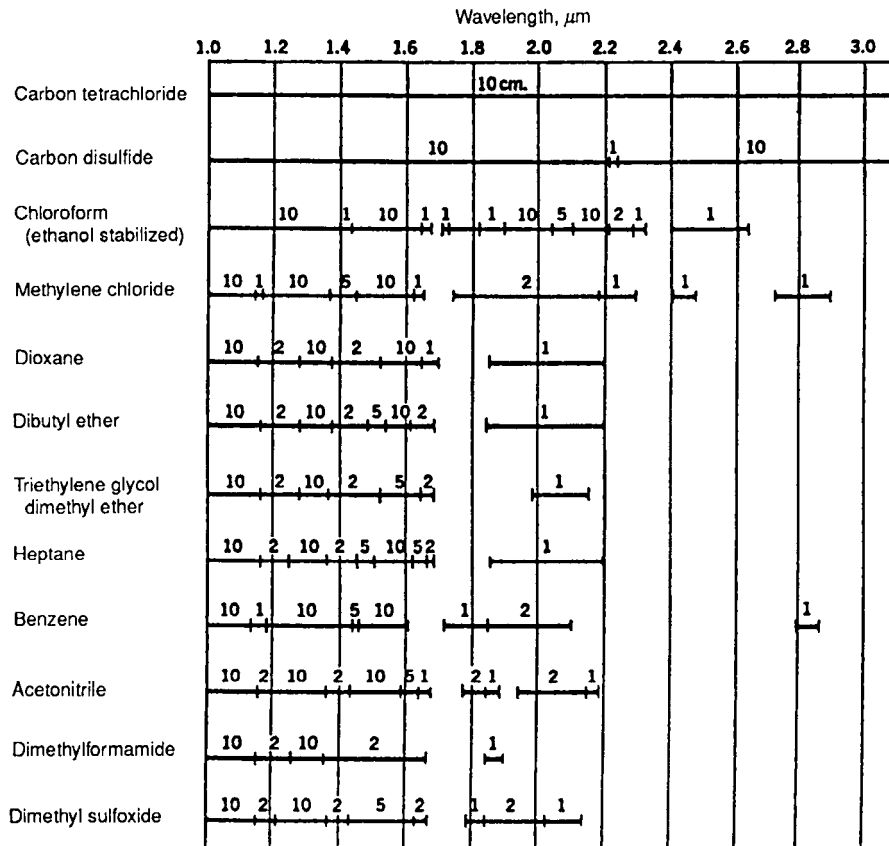 Wavelength, μm
1.0 1.2 1.4 1.6 1.8 2.0 2.2 2.4 2.6 2.8 3.0
10 cm.
Carbon tetrachloride
10 1 10
Carbon disulfide
Chloroform
10 1 10 1 1 1 10 5 10 2 1 1
(ethanol stabilized)
10 1 10 5 10 1 2 1 1 1
Methylene chloride
10 2 10 2 10 1 1
Dioxane
10 2 10 2 5 10 2 1
Dibutyl ether
Triethylene glycol
10 2 10 2 5 2 1
dimethyl ether
10 2 10 2 5 10 5 2 1
Heptane
10 1 10 5 10 1 2 1
Benzene
10 2 10 2 10 5 1 2 1 2 1
Acetonitrile
10 2 10 2 1
Dimethylformamide
10 2 10 2 5 2 1 2 1
Dimethyl sulfoxide